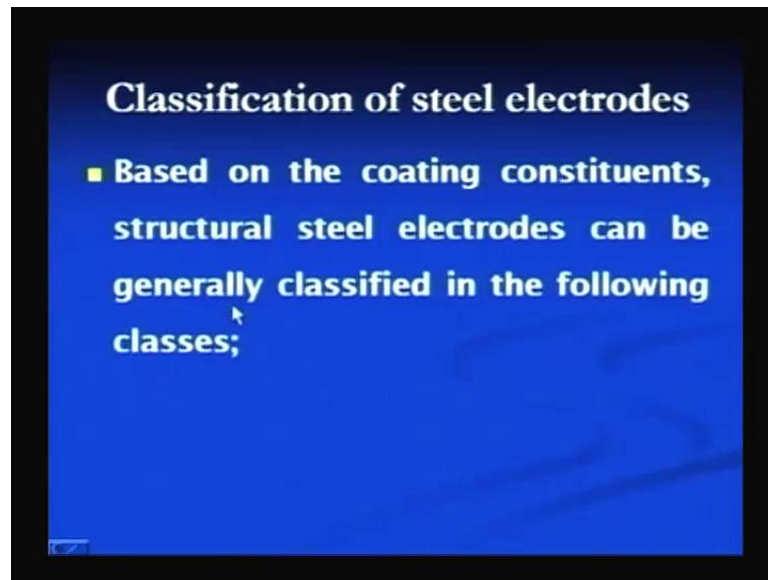 Classification of steel electrodes
Based on the coating constituents,
structural steel electrodes can be
generally classified in the following
classes;